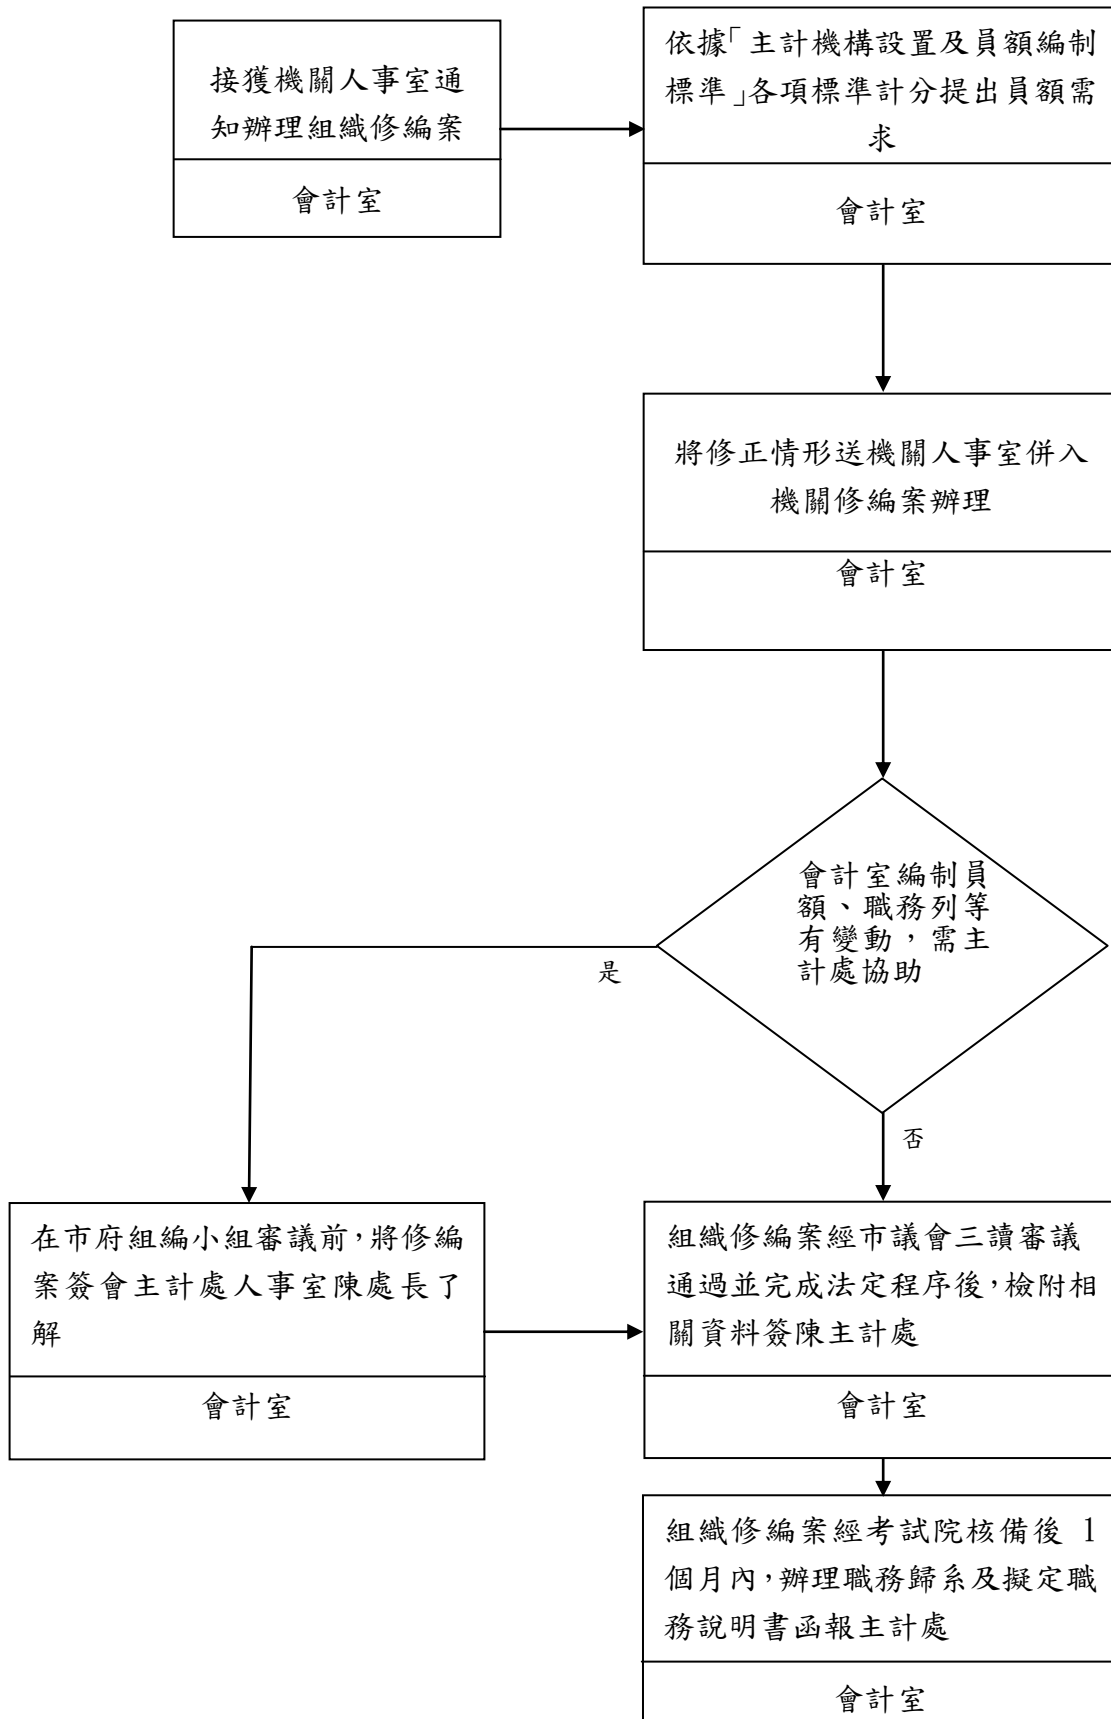 接獲機關人事室通
知辦理組織修編案
會計室
依據「主計機構設置及員額編制
標準」各項標準計分提出員額需
求
會計室
將修正情形送機關人事室併入
機關修編案辦理
會計室
會計室編制員
額、職務列等
有變動，需主
計處協助
是
否
在市府組編小組審議前，將修編
案簽會主計處人事室陳處長了
解
會計室
組織修編案經市議會三讀審議
通過並完成法定程序後，檢附相
關資料簽陳主計處
會計室
組織修編案經考試院核備後 1
個月內，辦理職務歸系及擬定職
務說明書函報主計處
會計室